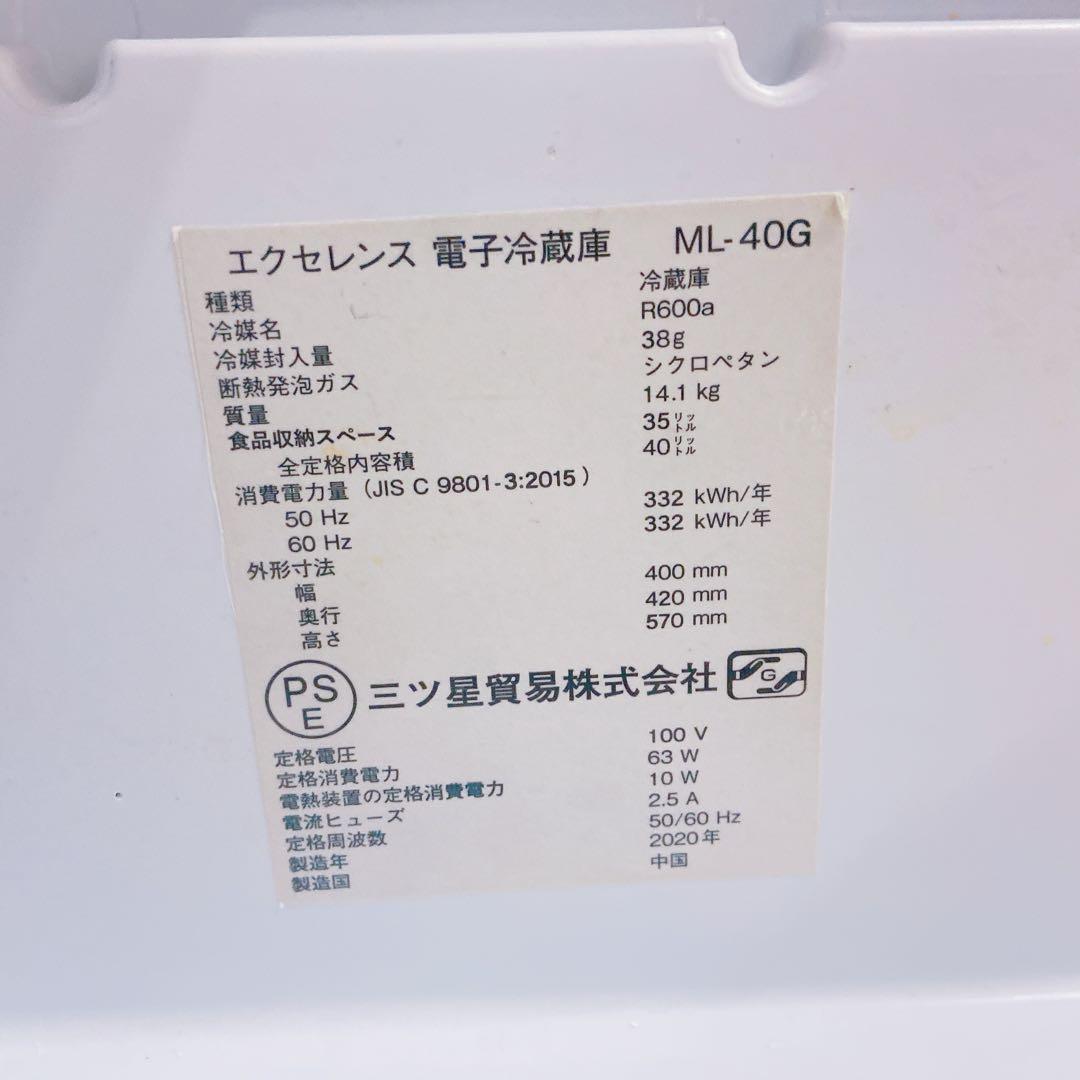 エクセレンス 電子冷蔵庫 ML-40G
種類 冷蔵庫
冷媒名 R600a
冷媒封入量 38g
断熱発泡ガス シクロペタン
質量 14.1 kg
食品収納スペース 35リットル
全定格内容積 40リットル
消費電力量 (JIS C 9801-3:2015)
50 Hz 332 kWh/年
60 Hz 332 kWh/年
外形寸法
幅 400 mm
奥行 420 mm
高さ 570 mm
PSE 三ツ星貿易株式会社 G
定格電圧 100 V
定格消費電力 63 W
電熱装置の定格消費電力 10 W
電流ヒューズ 2.5 A
定格周波数 50/60 Hz
製造年 2020年
製造国 中国